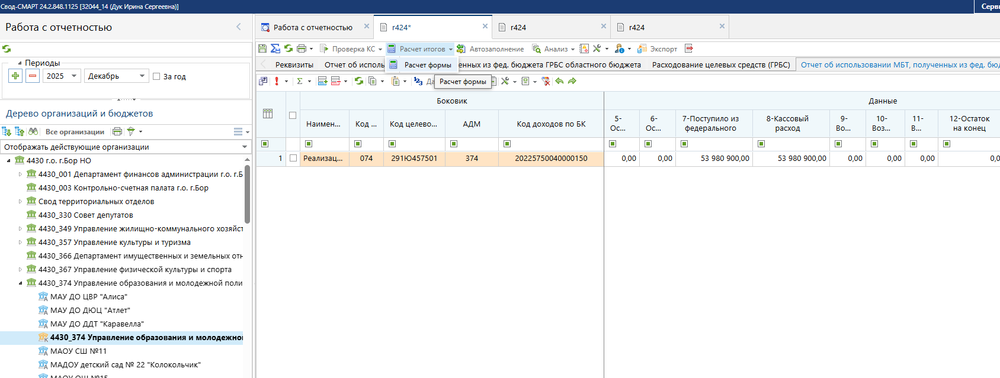 Свод-СМАРТ 24.2.848.1125 [32044_14 (Дук Ирина Сергеевна)]
Серв
Работа с отчетностью
Работа с отчетностью
r424*
r424
r424
Проверка КС
Расчет итогов
Автозаполнение
Анализ
Экспорт
Периоды
2025
Декабрь
За год
Реквизиты
Отчет об исполь
Расчет формы
енных из фед. бюджета ГРБС областного бюджета
Расходование целевых средств (ГРБС)
Отчет об использовании МБТ, полученных из фед. бюд
Расчет формы
Дерево организаций и бюджетов
Все организации
Отображать действующие организации
4430 г.о. г.Бор НО
4430_001 Департамент финансов администрации г.о. г.Б
4430_003 Контрольно-счетная палата г.о. г.Бор
Свод территориальных отделов
4430_330 Совет депутатов
4430_349 Управление жилищно-коммунального хозяйст
4430_357 Управление культуры и туризма
4430_366 Департамент имущественных и земельных отн
4430_367 Управление физической культуры и спорта
4430_374 Управление образования и молодежной поли
МАУ ДО ЦВР "Алиса"
МАУ ДО ДЮЦ "Атлет"
МАУ ДО ДДТ "Каравелла"
4430_374 Управление образования и молодежно
МАОУ СШ №11
МАДОУ детский сад № 22 "Колокольчик"
МАОУ ОШ №15
Боковик
Данные
Наимен...
Код ...
Код целево...
АДМ
Код доходов по БК
5-Ос...
6-Ос...
7-Поступило из федерального
8-Кассовый расход
9-Во...
10-Воз...
11-В...
12-Остаток на конец
1
Реализац...
074
291Ю457501
374
20225750040000150
0,00
0,00
53 980 900,00
53 980 900,00
0,00
0,00
0,00
0,0